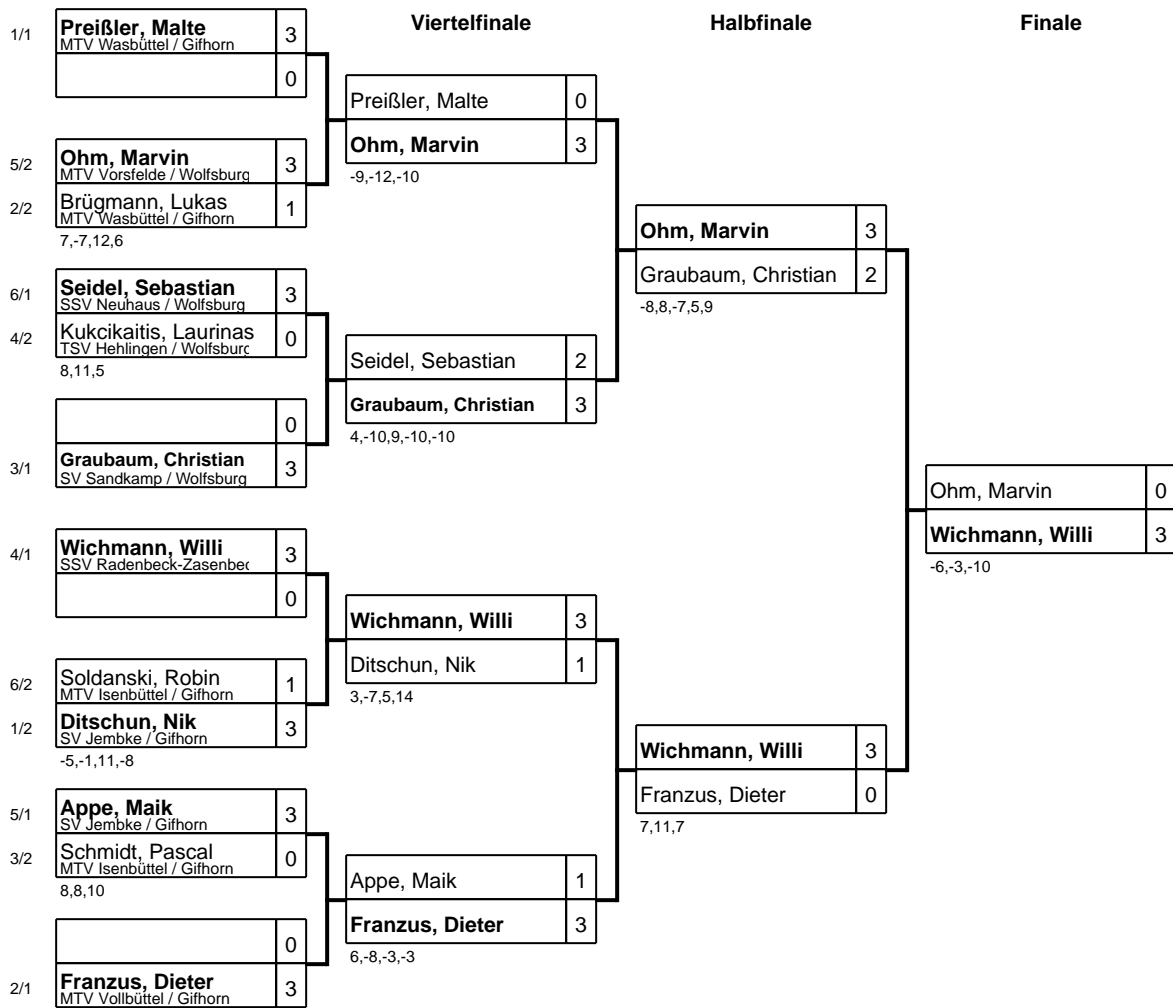 Viertelfinale
Halbfinale
Finale
1/1
Preißler, Malte 3
MTV Wasbüttel / Gifhorn
0
5/2
Ohm, Marvin 3
MTV Vorsfelde / Wolfsburg
2/2
Brügmann, Lukas 1
MTV Wasbüttel / Gifhorn
7,-7,12,6
6/1
Seidel, Sebastian 3
SSV Neuhaus / Wolfsburg
4/2
Kukcikaitis, Laurinas 0
TSV Hehlingen / Wolfsburg
8,11,5
0
3/1
Graubaum, Christian 3
SV Sandkamp / Wolfsburg
4/1
Wichmann, Willi 3
SSV Radenbeck-Zasenbec
0
6/2
Soldanski, Robin 1
MTV Isenbüttel / Gifhorn
1/2
Ditschun, Nik 3
SV Jembke / Gifhorn
-5,-1,11,-8
5/1
Appe, Maik 3
SV Jembke / Gifhorn
3/2
Schmidt, Pascal 0
MTV Isenbüttel / Gifhorn
8,8,10
0
2/1
Franzus, Dieter 3
MTV Vollbüttel / Gifhorn
Preißler, Malte 0
Ohm, Marvin 3
-9,-12,-10
Seidel, Sebastian 2
Graubaum, Christian 3
4,-10,9,-10,-10
Wichmann, Willi 3
Ditschun, Nik 1
3,-7,5,14
Appe, Maik 1
Franzus, Dieter 3
6,-8,-3,-3
Ohm, Marvin 3
Graubaum, Christian 2
-8,8,-7,5,9
Wichmann, Willi 3
Franzus, Dieter 0
7,11,7
Ohm, Marvin 0
Wichmann, Willi 3
-6,-3,-10